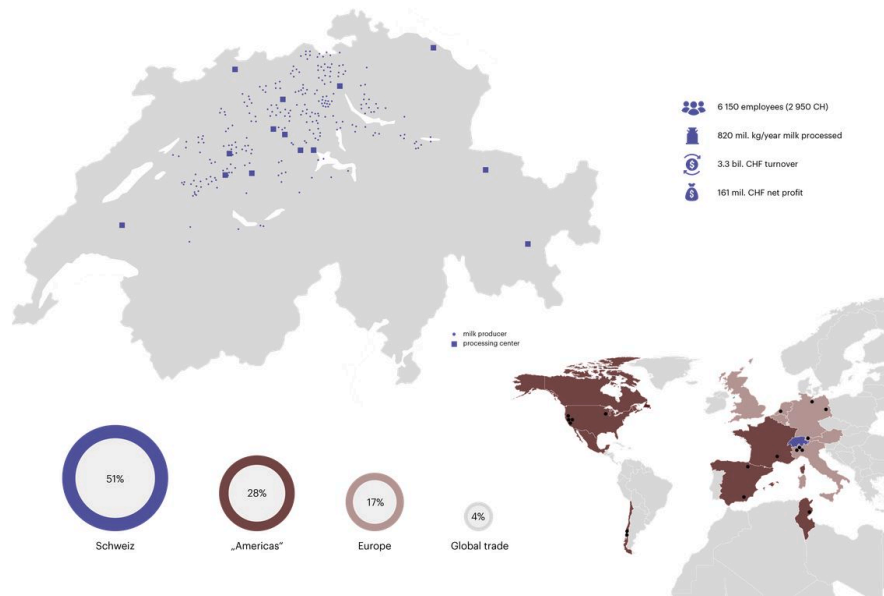 6 150 employees (2 950 CH)
820 mil. kg/year milk processed
3.3 bil. CHF turnover
161 mil. CHF net profit
milk producer
processing center
51%
28%
17%
4%
Schweiz
„Americas“
Europe
Global trade